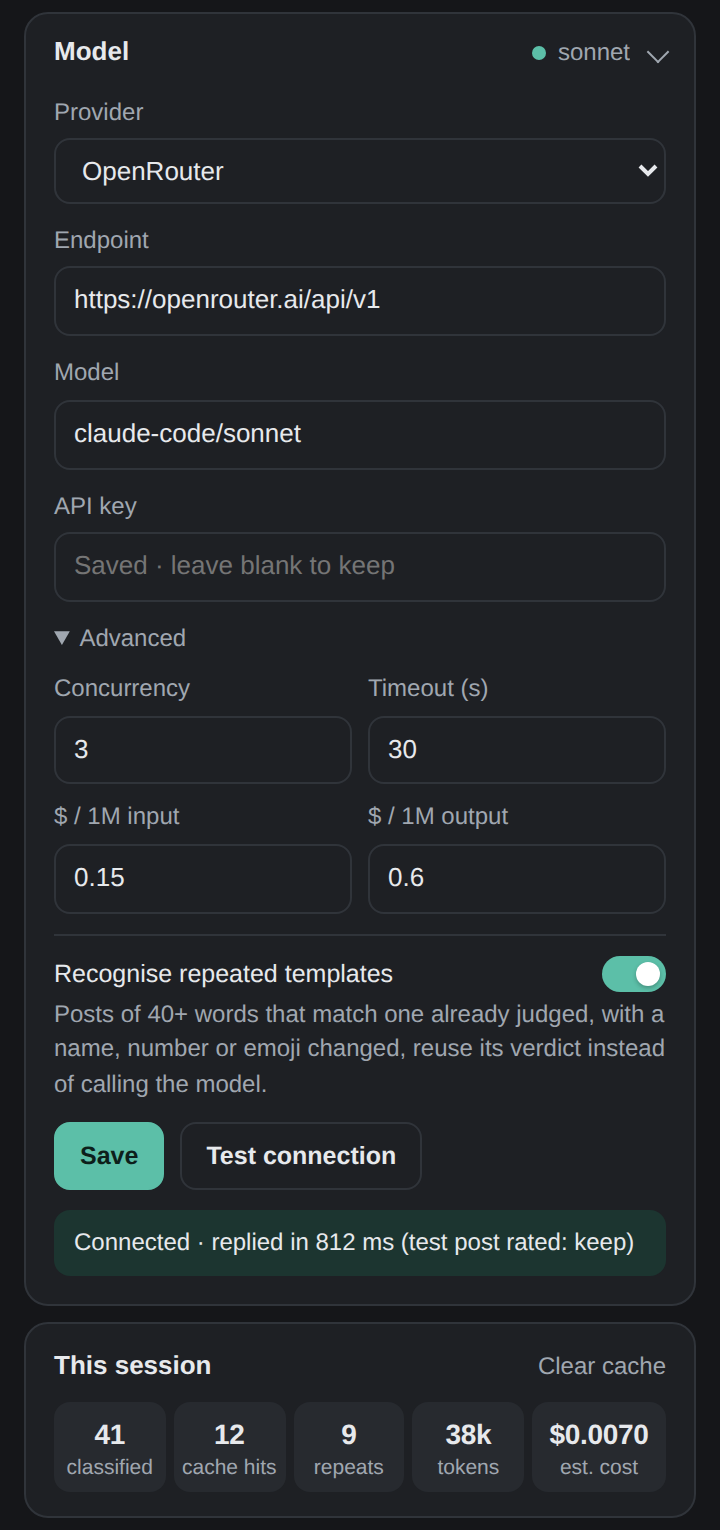 Model
sonnet
Provider
OpenRouter
Endpoint
https://openrouter.ai/api/v1
Model
claude-code/sonnet
API key
Saved · leave blank to keep
▼ Advanced
Concurrency
Timeout (s)
3
30
$ / 1M input
$ / 1M output
0.15
0.6
Recognise repeated templates
Posts of 40+ words that match one already judged, with a
name, number or emoji changed, reuse its verdict instead
of calling the model.
Save
Test connection
Connected · replied in 812 ms (test post rated: keep)
This session
Clear cache
41
12
9
38k
$0.0070
classified
cache hits
repeats
tokens
est. cost